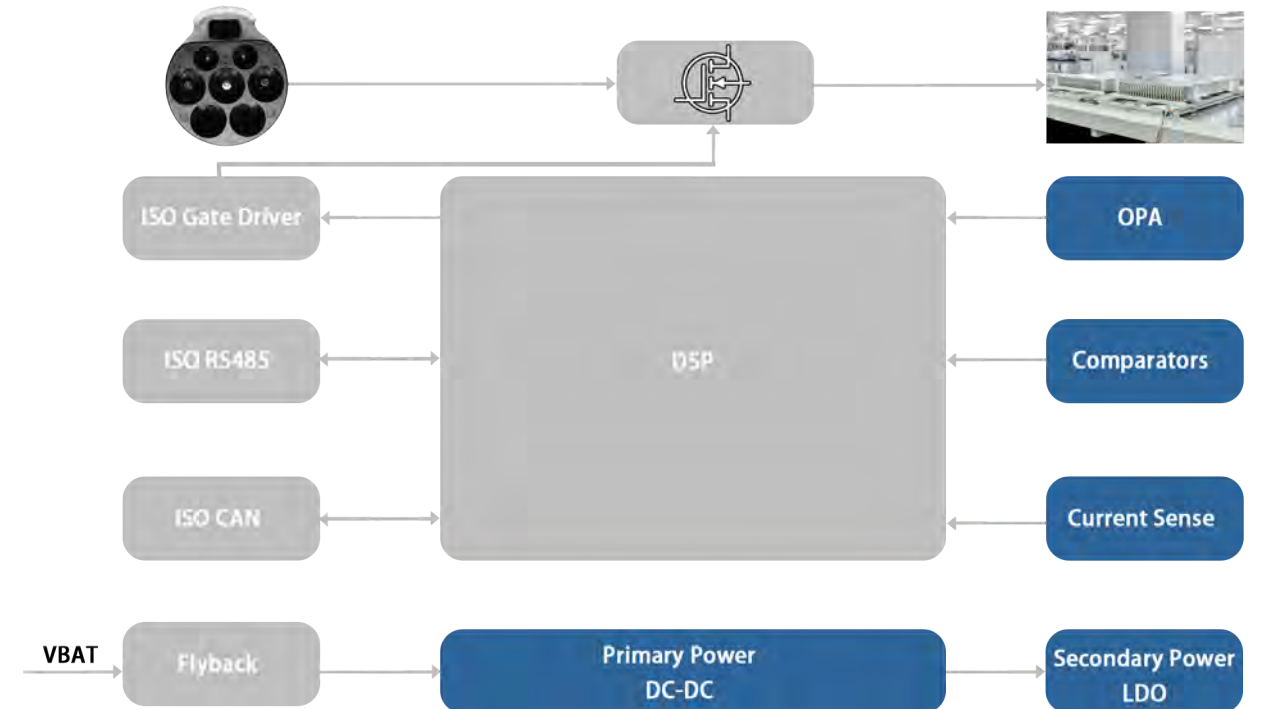 ISO Gate Driver
OPA
ISO RS485
DSP
Comparators
ISO CAN
Current Sense
VBAT
Flyback
Primary Power
DC-DC
Secondary Power
LDO